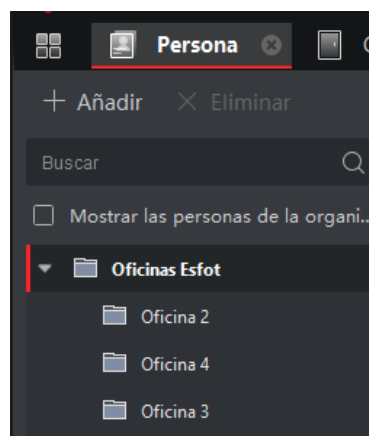 Persona
+ Añadir × Eliminar
Buscar
Mostrar las personas de la organi...
Oficinas Esfot
Oficina 2
Oficina 4
Oficina 3